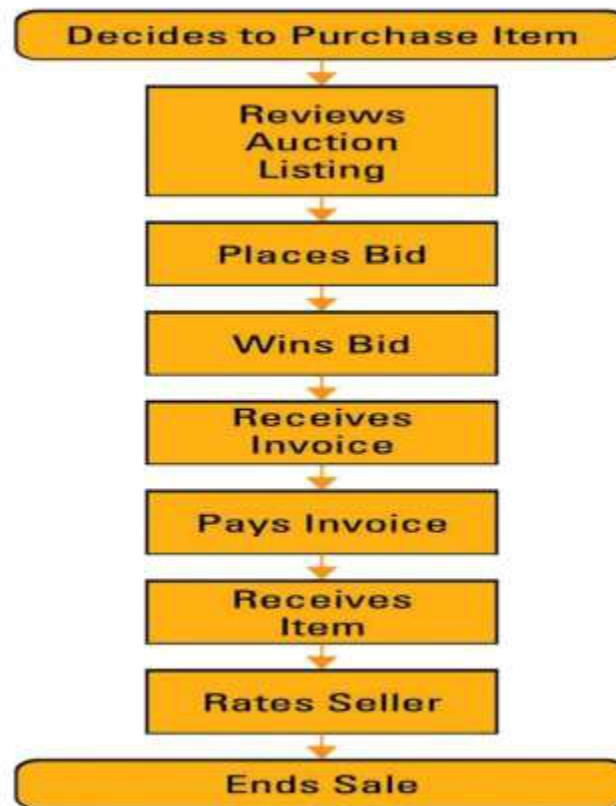 Decides to Purchase Item
Reviews
Auction
Listing
Places Bid
Wins Bid
Receives
Invoice
Pays Invoice
Receives
Item
Rates Seller
Ends Sale